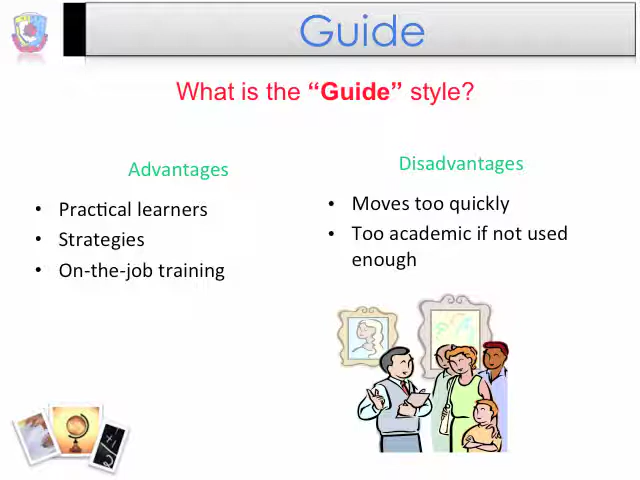 Guide
What is the “Guide” style?
Advantages
• Practical learners
• Strategies
• On-the-job training
Disadvantages
• Moves too quickly
• Too academic if not used
enough